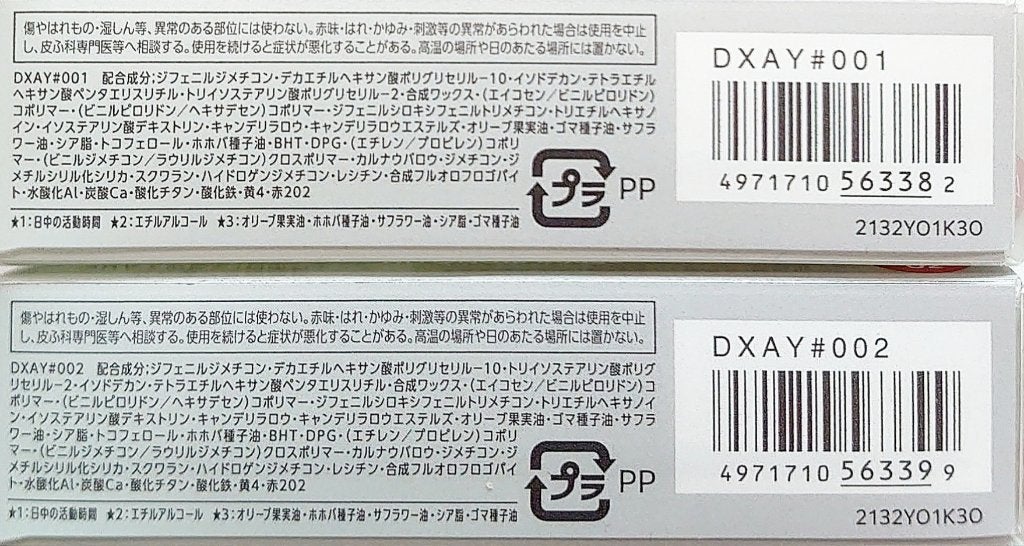 傷やはれもの・湿しん等、異常のある部位には使わない。赤味・はれ・かゆみ・刺激等の異常があらわれた場合は使用を中止
し、皮ふ科専門医等へ相談する。使用を続けると症状が悪化することがある。高温の場所や日のあたる場所には置かない。
DXAY#001 配合成分:ジフェニルジメチコン・デカエチルヘキサン酸ポリグリセリル-10・イソドデカン・テトラエチル
ヘキサン酸ペンタエリスリチル・トリイソステアリン酸ポリグリセリル-2・合成ワックス・(エイコセン/ビニルピロリドン)
コポリマー・(ビニルピロリドン/ヘキサデセン)コポリマー・ジフェニルシロキシフェニルトリメチコン・トリエチルヘキサノ
イン・イソステアリン酸デキストリン・キャンデリラロウ・キャンデリラロウエステルズ・オリーブ果実油・ゴマ種子油・サフラ
ワー油・シア脂・トコフェロール・ホホバ種子油・BHT・DPG・(エチレン/プロピレン)コポリ
マー・(ビニルジメチコン/ラウリルジメチコン)クロスポリマー・カルナウバロウ・ジメチコン・ジ
メチルシリル化シリカ・スクワラン・ハイドロゲンジメチコン・レシチン・合成フルオロフロゴパイ
ト・水酸化Al・炭酸Ca・酸化チタン・酸化鉄・黄4・赤202
★1:日中の活動時間 ★2:エチルアルコール ★3:オリーブ果実油・ホホバ種子油・サフラワー油・シア脂・ゴマ種子油
プラ PP
DXAY#001
4971710 56338 2
2132YO1K3O
傷やはれもの・湿しん等、異常のある部位には使わない。赤味・はれ・かゆみ・刺激等の異常があらわれた場合は使用を中止
し、皮ふ科専門医等へ相談する。使用を続けると症状が悪化することがある。高温の場所や日のあたる場所には置かない。
DXAY#002 配合成分:ジフェニルジメチコン・デカエチルヘキサン酸ポリグリセリル-10・トリイソステアリン酸ポリグ
リセリル-2・イソドデカン・テトラエチルヘキサン酸ペンタエリスリチル・合成ワックス・(エイコセン/ビニルピロリドン)コ
ポリマー・(ビニルピロリドン/ヘキサデセン)コポリマー・ジフェニルシロキシフェニルトリメチコン・トリエチルヘキサノイ
ン・イソステアリン酸デキストリン・キャンデリラロウ・キャンデリラロウエステルズ・オリーブ果実油・ゴマ種子油・サフラ
ワー油・シア脂・トコフェロール・ホホバ種子油・BHT・DPG・(エチレン/プロピレン)コポリ
マー・(ビニルジメチコン/ラウリルジメチコン)クロスポリマー・カルナウバロウ・ジメチコン・ジ
メチルシリル化シリカ・スクワラン・ハイドロゲンジメチコン・レシチン・合成フルオロフロゴパイ
ト・水酸化Al・炭酸Ca・酸化チタン・酸化鉄・黄4・赤202
★1:日中の活動時間 ★2:エチルアルコール ★3:オリーブ果実油・ホホバ種子油・サフラワー油・シア脂・ゴマ種子油
プラ PP
DXAY#002
4971710 56339 9
2132YO1K3O